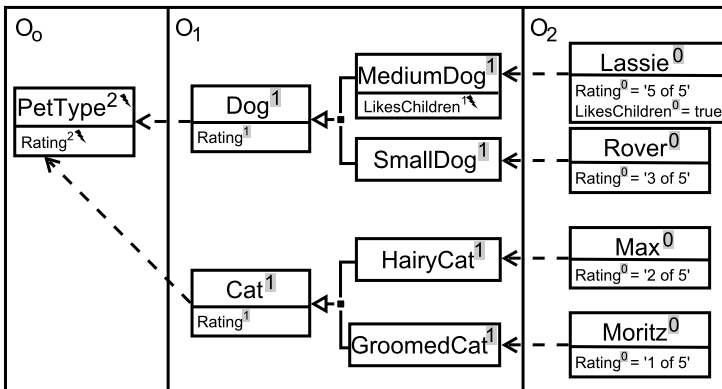 O₀
O₁
O₂
PetType²
Rating²
Dog¹
Rating¹
MediumDog¹
LikesChildren¹
SmallDog¹
Cat¹
Rating¹
HairyCat¹
GroomedCat¹
Lassie⁰
Rating⁰ = '5 of 5'
LikesChildren⁰ = true
Rover⁰
Rating⁰ = '3 of 5'
Max⁰
Rating⁰ = '2 of 5'
Moritz⁰
Rating⁰ = '1 of 5'